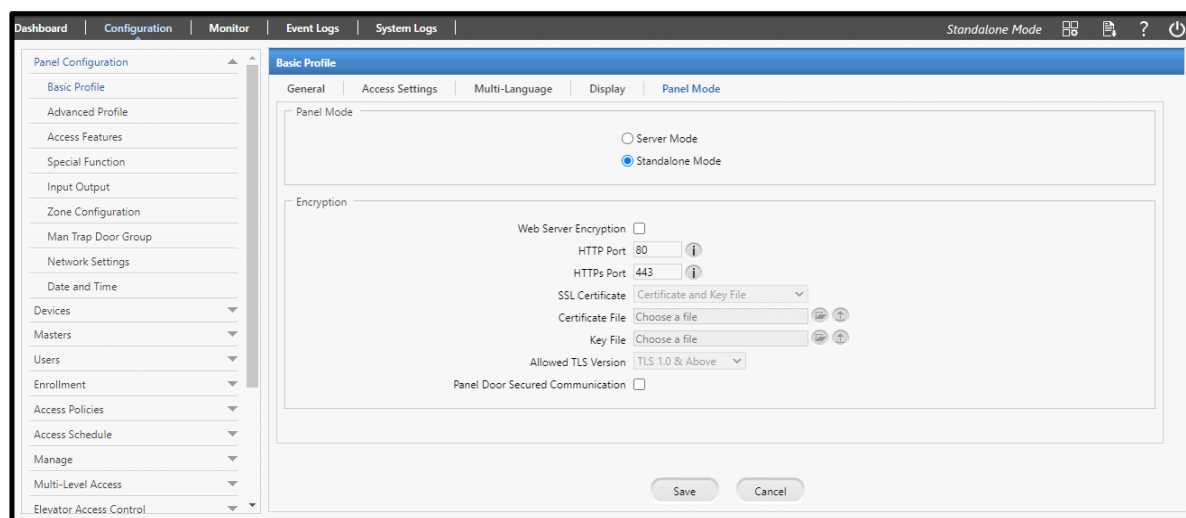 Dashboard Configuration Monitor Event Logs System Logs Standalone Mode ?
Panel Configuration
Basic Profile
Advanced Profile
Access Features
Special Function
Input Output
Zone Configuration
Man Trap Door Group
Network Settings
Date and Time
Devices
Masters
Users
Enrollment
Access Policies
Access Schedule
Manage
Multi-Level Access
Elevator Access Control
Basic Profile
General Access Settings Multi-Language Display Panel Mode
Panel Mode
Server Mode
Standalone Mode
Encryption
Web Server Encryption
HTTP Port 80 i
HTTPs Port 443 i
SSL Certificate Certificate and Key File
Certificate File Choose a file
Key File Choose a file
Allowed TLS Version TLS 1.0 & Above
Panel Door Secured Communication
Save Cancel